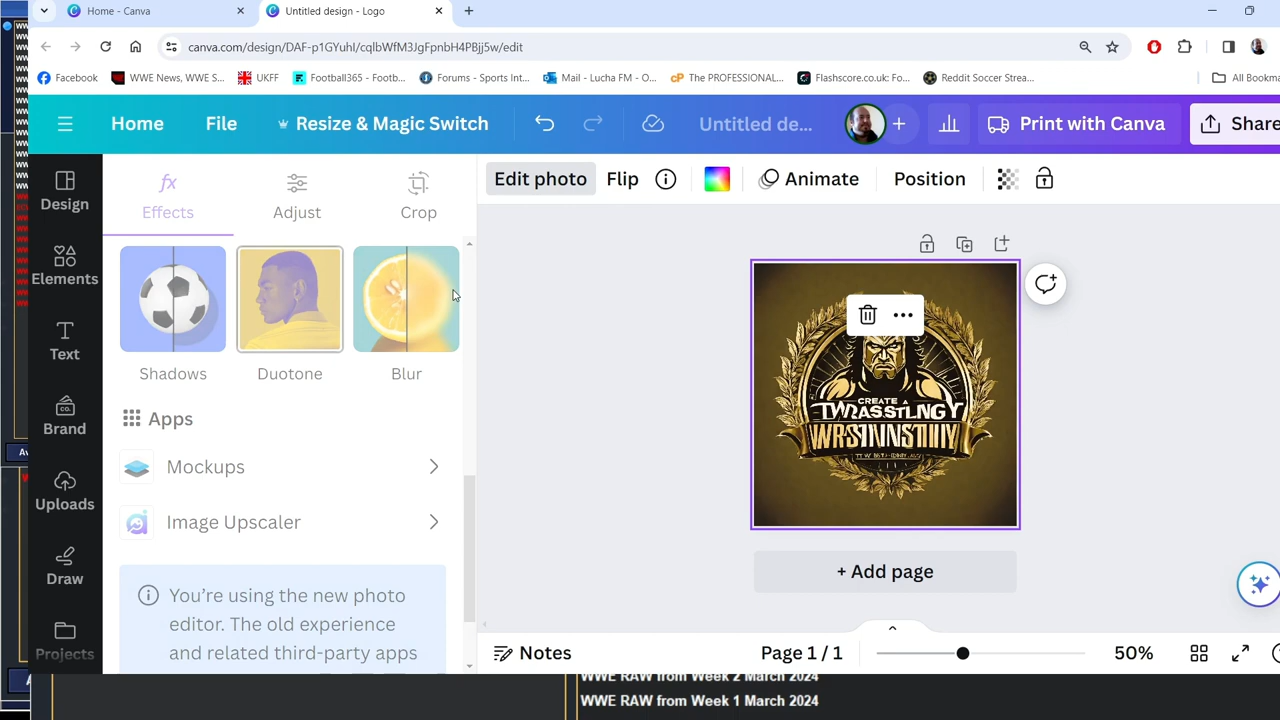 Home - Canva
Untitled design - Logo
canva.com/design/DAF-p1GYuhI/cqlbWfM3JgFpnbH4PBjj5w/edit
Facebook
WWE News, WWE S...
UKFF
Football365 - Footb...
Forums - Sports Int...
Mail - Lucha FM - O...
The PROFESSIONAL...
Flashscore.co.uk: Fo...
Reddit Soccer Strea...
All Bookma
Home
File
Resize & Magic Switch
Untitled de...
Print with Canva
Share
Design
Elements
Text
Brand
Uploads
Draw
Projects
Effects
Adjust
Crop
Shadows
Duotone
Blur
Apps
Mockups
Image Upscaler
You're using the new photo
editor. The old experience
and related third-party apps
Edit photo
Flip
Animate
Position
CREATE A
+ Add page
Notes
Page 1 / 1
50%
WWE RAW from Week 2 March 2024
WWE RAW from Week 1 March 2024